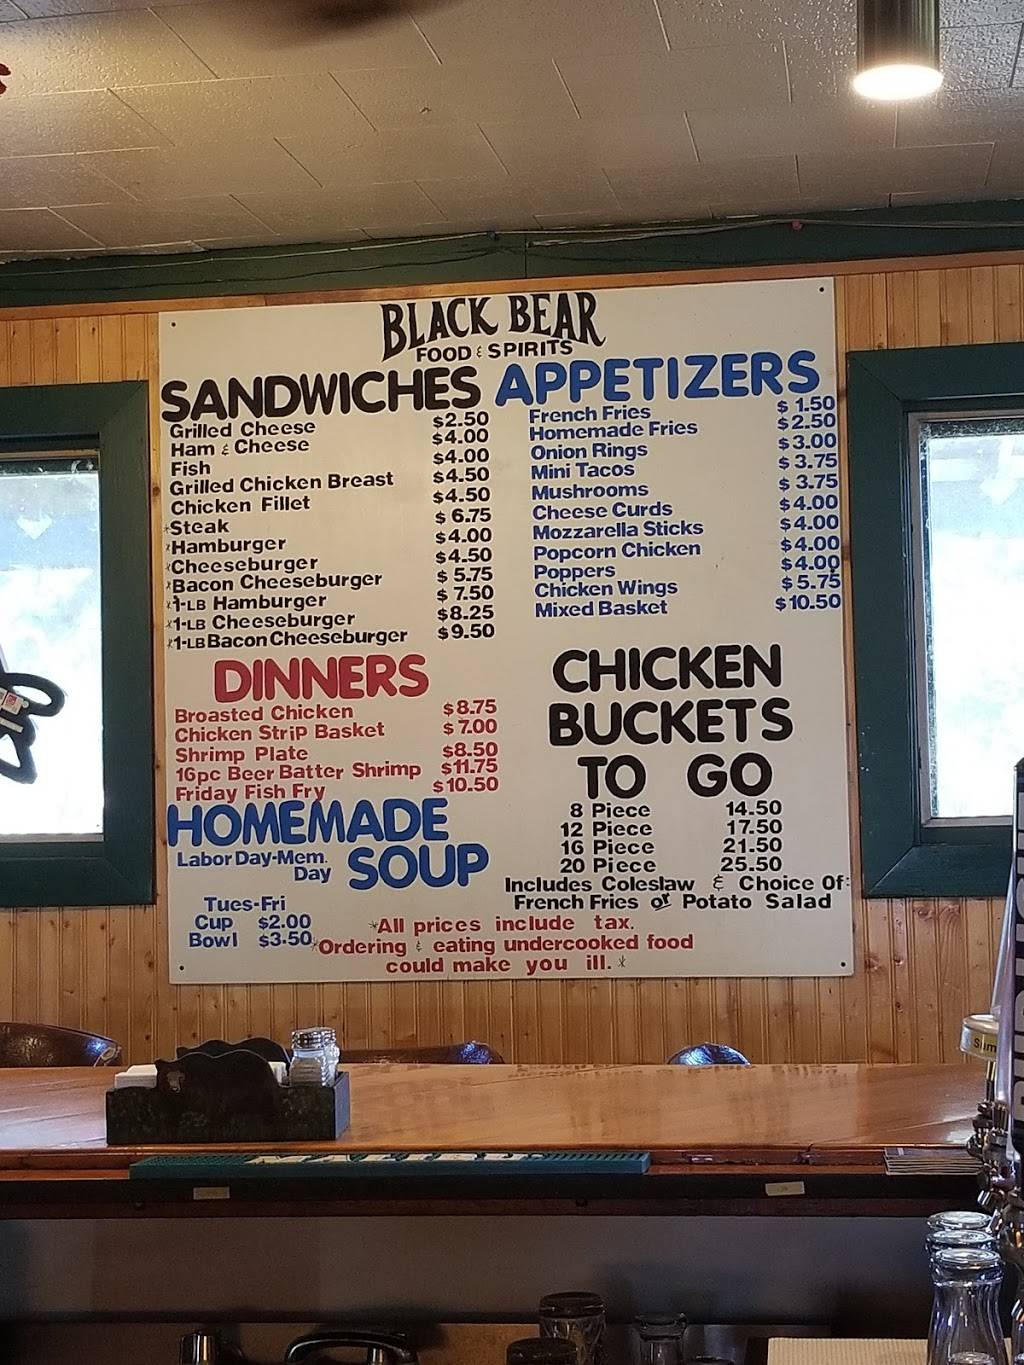 BLACK BEAR
FOOD & SPIRITS
SANDWICHES
Grilled Cheese $2.50
Ham & Cheese $4.00
Fish $4.00
Grilled Chicken Breast $4.50
Chicken Fillet $4.50
*Steak $6.75
*Hamburger $4.00
*Cheeseburger $4.50
*Bacon Cheeseburger $5.75
*1-LB Hamburger $7.50
*1-LB Cheeseburger $8.25
*1-LB Bacon Cheeseburger $9.50
APPETIZERS
French Fries $1.50
Homemade Fries $2.50
Onion Rings $3.00
Mini Tacos $3.75
Mushrooms $3.75
Cheese Curds $4.00
Mozzarella Sticks $4.00
Popcorn Chicken $4.00
Poppers $4.00
Chicken Wings $5.75
Mixed Basket $10.50
DINNERS
Broasted Chicken $8.75
Chicken Strip Basket $7.00
Shrimp Plate $8.50
16pc Beer Batter Shrimp $11.75
Friday Fish Fry $10.50
HOMEMADE
SOUP
Labor Day-Mem.
Day
Tues-Fri
Cup $2.00
Bowl $3.50
CHICKEN
BUCKETS
TO GO
8 Piece 14.50
12 Piece 17.50
16 Piece 21.50
20 Piece 25.50
Includes Coleslaw & Choice Of:
French Fries or Potato Salad
*All prices include tax.
*Ordering & eating undercooked food
could make you ill.*